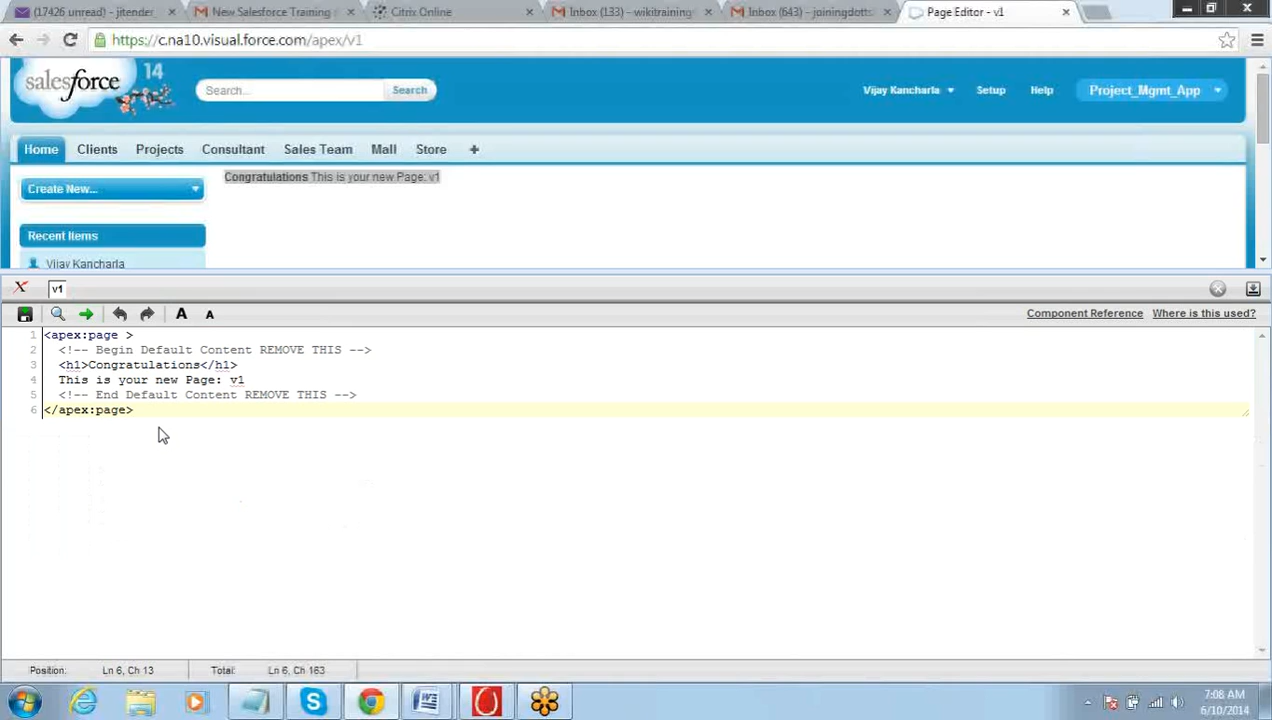 (17426 unread) - jitender
New Salesforce Training
Citrix Online
Inbox (133) - wikitraining
Inbox (643) - joiningdotts
Page Editor - v1
https://c.na10.visual.force.com/apex/v1
salesforce
14
Search...
Search
Vijay Kancharla
Setup
Help
Project_Mgmt_App
Home
Clients
Projects
Consultant
Sales Team
Mall
Store
+
Create New...
Congratulations This is your new Page: v1
Recent Items
Vijay Kancharla
v1
A
A
Component Reference
Where is this used?
1 <apex:page >
2 <!-- Begin Default Content REMOVE THIS -->
3 <h1>Congratulations</h1>
4 This is your new Page: v1
5 <!-- End Default Content REMOVE THIS -->
6 </apex:page>
Position: Ln 6, Ch 13 Total: Ln 6, Ch 163
7:08 AM
6/10/2014